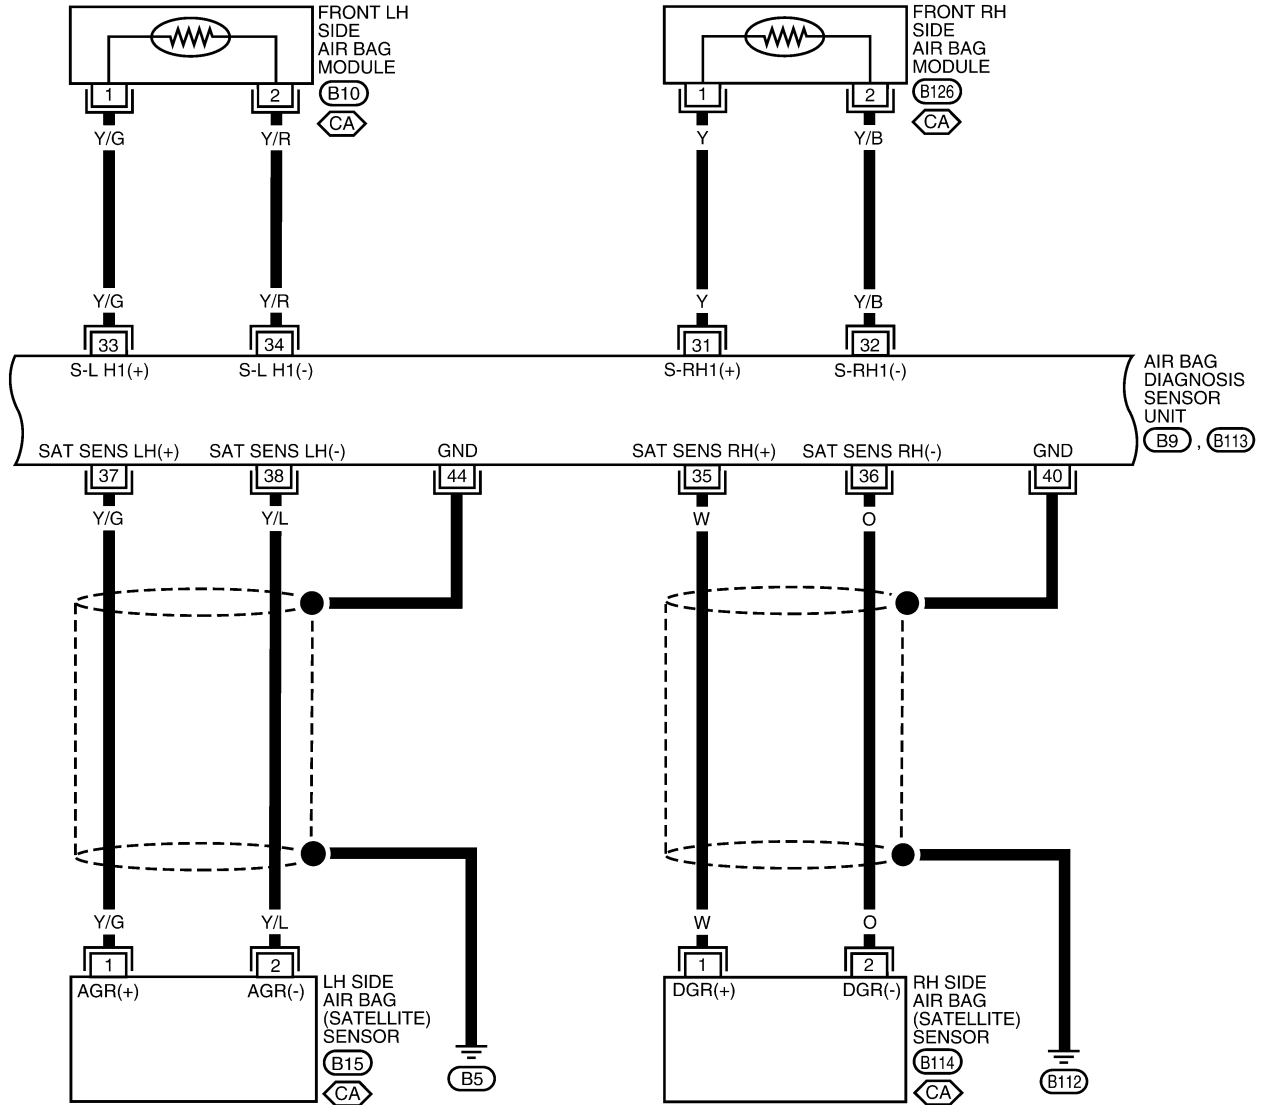 FRONT LH
SIDE
AIR BAG
MODULE
B10
CA
1
2
Y/G
Y/R
Y/G
Y/R
33
34
S-L H1(+)
S-L H1(-)
FRONT RH
SIDE
AIR BAG
MODULE
B126
CA
1
2
Y
Y/B
Y
Y/B
31
32
S-RH1(+)
S-RH1(-)
AIR BAG
DIAGNOSIS
SENSOR
UNIT
B9 , B113
SAT SENS LH(+)
SAT SENS LH(-)
GND
37
38
44
Y/G
Y/L
Y/G
Y/L
1
2
AGR(+)
AGR(-)
LH SIDE
AIR BAG
(SATELLITE)
SENSOR
B15
CA
B5
SAT SENS RH(+)
SAT SENS RH(-)
GND
35
36
40
W
O
W
O
1
2
DGR(+)
DGR(-)
RH SIDE
AIR BAG
(SATELLITE)
SENSOR
B114
CA
B112